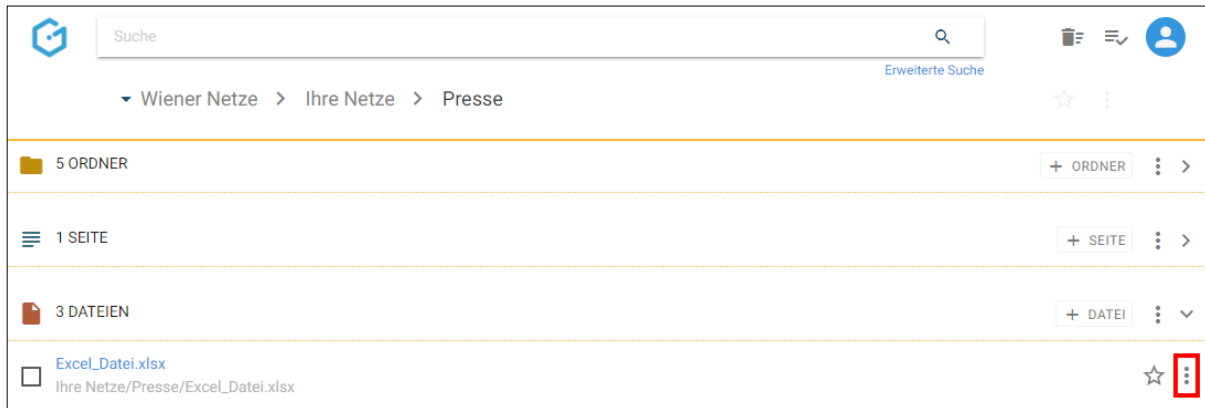 Suche
Erweiterte Suche
Wiener Netze > Ihre Netze > Presse
5 ORDNER
+ ORDNER
1 SEITE
+ SEITE
3 DATEIEN
+ DATEI
Excel_Datei.xlsx
Ihre Netze/Presse/Excel_Datei.xlsx